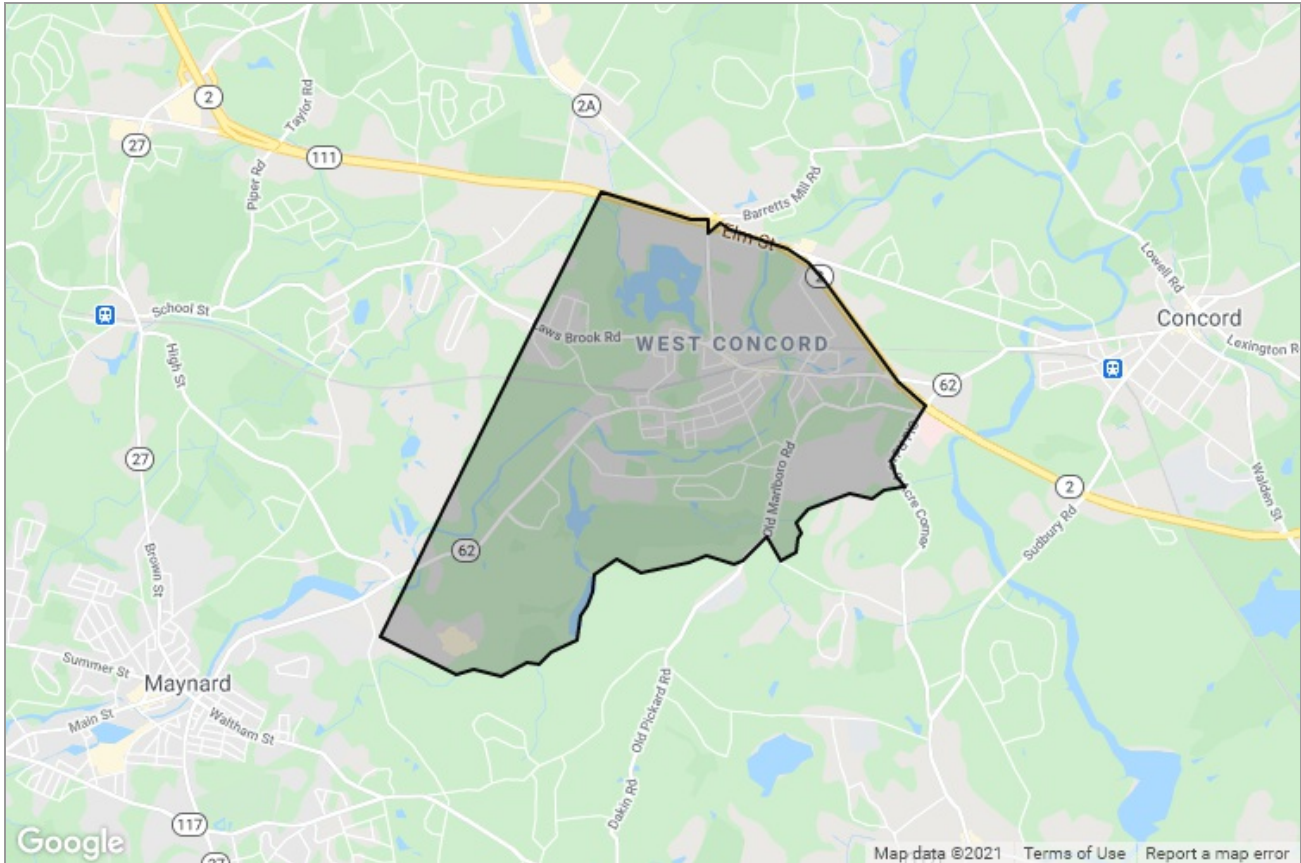 2
Taylor Rd
2A
27
111
Piper Rd
Barretts Mill Rd
Elm St
Lowell Rd
2
School St
Concord
Laws Brook Rd
WEST CONCORD
Lexington R
High St
62
Old Marlboro Rd
27
2
Acre Corner
Walden St
Sudbury Rd
62
Brown St
Summer St
Maynard
Main St
Waltham St
Old Pickard Rd
Dakin Rd
117
27
Google
Map data ©2021 Terms of Use Report a map error